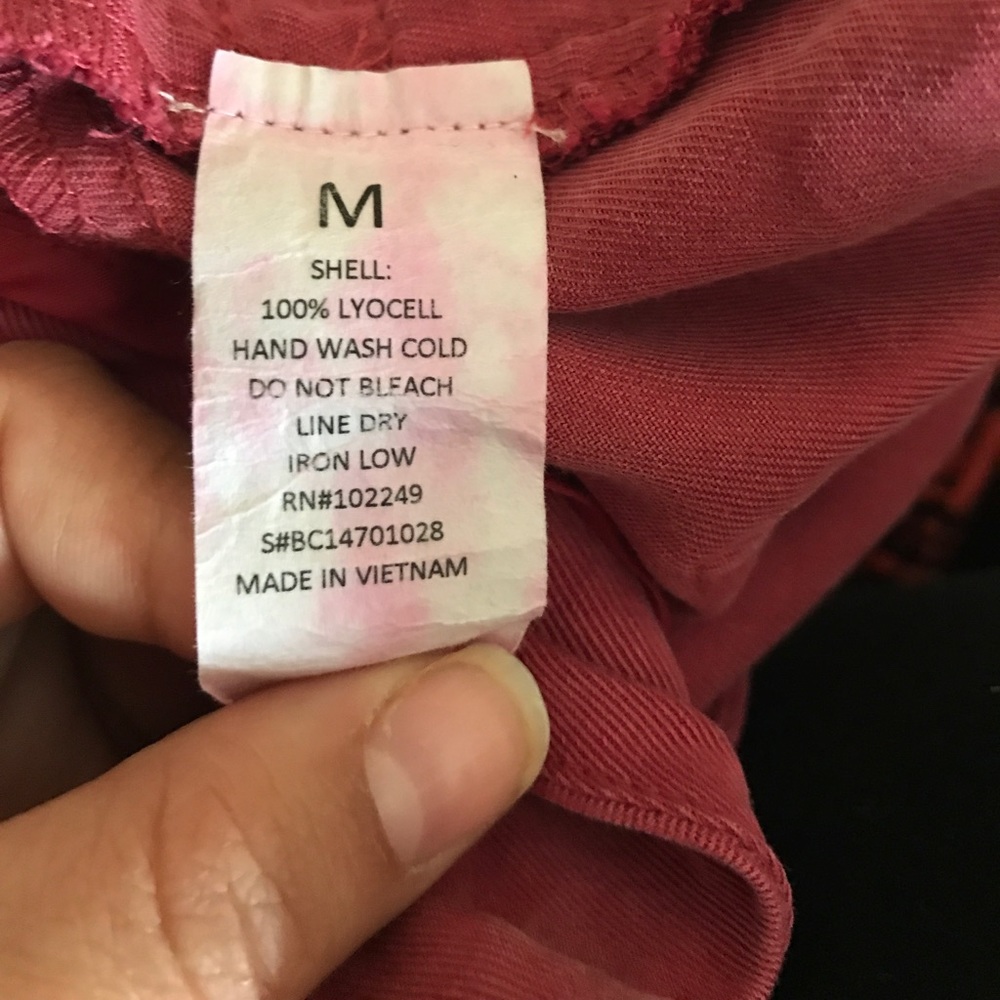 M
SHELL:
100% LYOCELL
HAND WASH COLD
DO NOT BLEACH
LINE DRY
IRON LOW
RN#102249
S#BC14701028
MADE IN VIETNAM